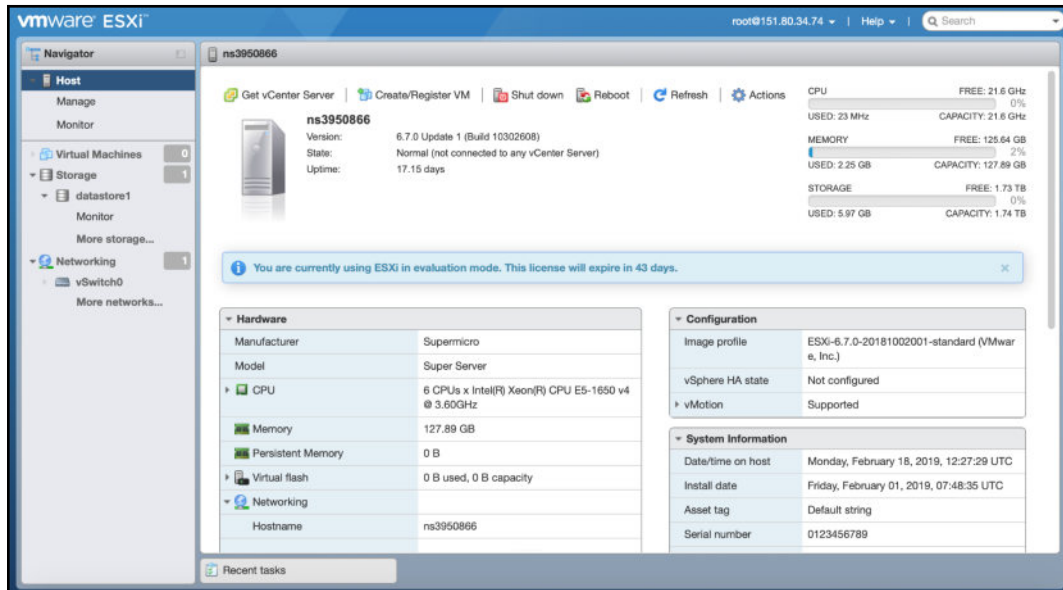 vmware ESXi™
root@151.80.34.74 | Help | Search
Navigator
Host
Manage
Monitor
Virtual Machines 0
Storage 1
datastore1
Monitor
More storage...
Networking 1
vSwitch0
More networks...
ns3950866
Get vCenter Server | Create/Register VM | Shut down Reboot | Refresh | Actions
ns3950866
Version: 6.7.0 Update 1 (Build 10302608)
State: Normal (not connected to any vCenter Server)
Uptime: 17.15 days
CPU FREE: 21.6 GHz
0%
USED: 23 MHz CAPACITY: 21.6 GHz
MEMORY FREE: 125.64 GB
2%
USED: 2.25 GB CAPACITY: 127.89 GB
STORAGE FREE: 1.73 TB
0%
USED: 5.97 GB CAPACITY: 1.74 TB
You are currently using ESXi in evaluation mode. This license will expire in 43 days.
Hardware
Manufacturer Supermicro
Model Super Server
CPU 6 CPUs x Intel(R) Xeon(R) CPU E5-1650 v4
@ 3.60GHz
Memory 127.89 GB
Persistent Memory 0 B
Virtual flash 0 B used, 0 B capacity
Networking
Hostname ns3950866
Configuration
Image profile ESXi-6.7.0-20181002001-standard (VMwar
e, Inc.)
vSphere HA state Not configured
vMotion Supported
System Information
Date/time on host Monday, February 18, 2019, 12:27:29 UTC
Install date Friday, February 01, 2019, 07:48:35 UTC
Asset tag Default string
Serial number 0123456789
Recent tasks